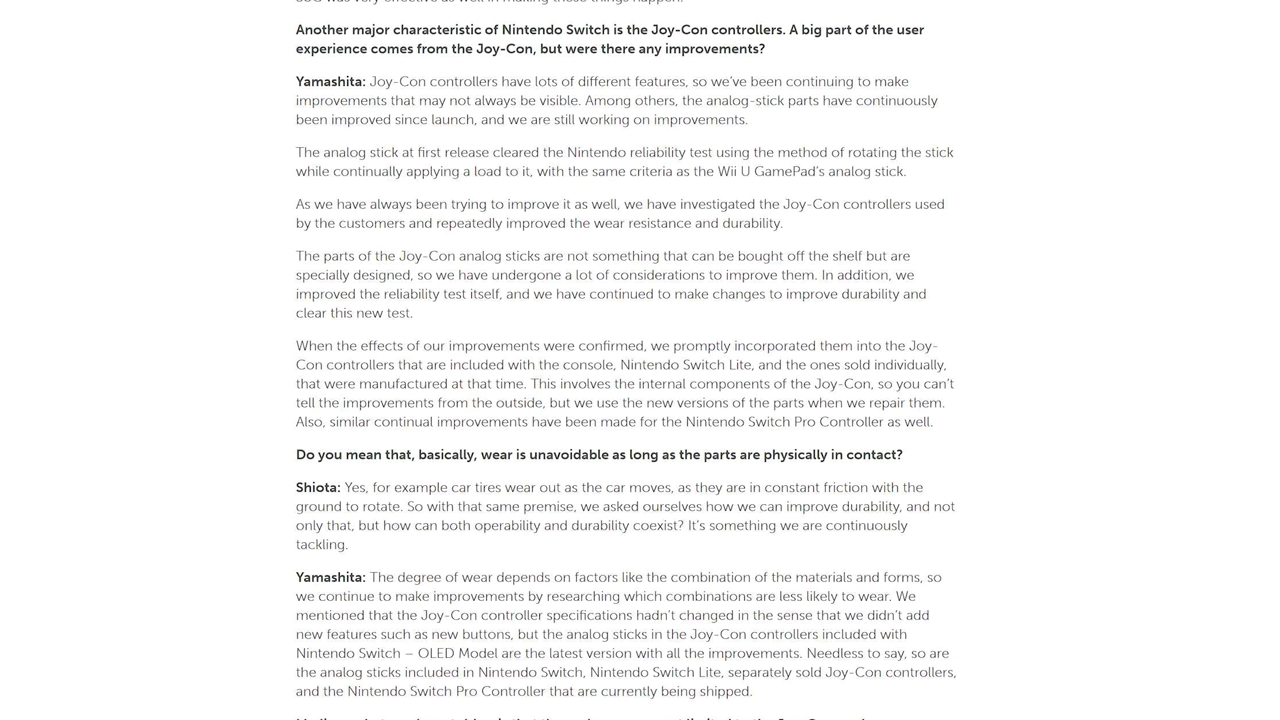 Another major characteristic of Nintendo Switch is the Joy-Con controllers. A big part of the user
experience comes from the Joy-Con, but were there any improvements?
Yamashita: Joy-Con controllers have lots of different features, so we've been continuing to make
improvements that may not always be visible. Among others, the analog-stick parts have continuously
been improved since launch, and we are still working on improvements.
The analog stick at first release cleared the Nintendo reliability test using the method of rotating the stick
while continually applying a load to it, with the same criteria as the Wii U GamePad's analog stick.
As we have always been trying to improve it as well, we have investigated the Joy-Con controllers used
by the customers and repeatedly improved the wear resistance and durability.
The parts of the Joy-Con analog sticks are not something that can be bought off the shelf but are
specially designed, so we have undergone a lot of considerations to improve them. In addition, we
improved the reliability test itself, and we have continued to make changes to improve durability and
clear this new test.
When the effects of our improvements were confirmed, we promptly incorporated them into the Joy-
Con controllers that are included with the console, Nintendo Switch Lite, and the ones sold individually,
that were manufactured at that time. This involves the internal components of the Joy-Con, so you can't
tell the improvements from the outside, but we use the new versions of the parts when we repair them.
Also, similar continual improvements have been made for the Nintendo Switch Pro Controller as well.
Do you mean that, basically, wear is unavoidable as long as the parts are physically in contact?
Shiota: Yes, for example car tires wear out as the car moves, as they are in constant friction with the
ground to rotate. So with that same premise, we asked ourselves how we can improve durability, and not
only that, but how can both operability and durability coexist? It's something we are continuously
tackling.
Yamashita: The degree of wear depends on factors like the combination of the materials and forms, so
we continue to make improvements by researching which combinations are less likely to wear. We
mentioned that the Joy-Con controller specifications hadn't changed in the sense that we didn't add
new features such as new buttons, but the analog sticks in the Joy-Con controllers included with
Nintendo Switch – OLED Model are the latest version with all the improvements. Needless to say, so are
the analog sticks included in Nintendo Switch, Nintendo Switch Lite, separately sold Joy-Con controllers,
and the Nintendo Switch Pro Controller that are currently being shipped.